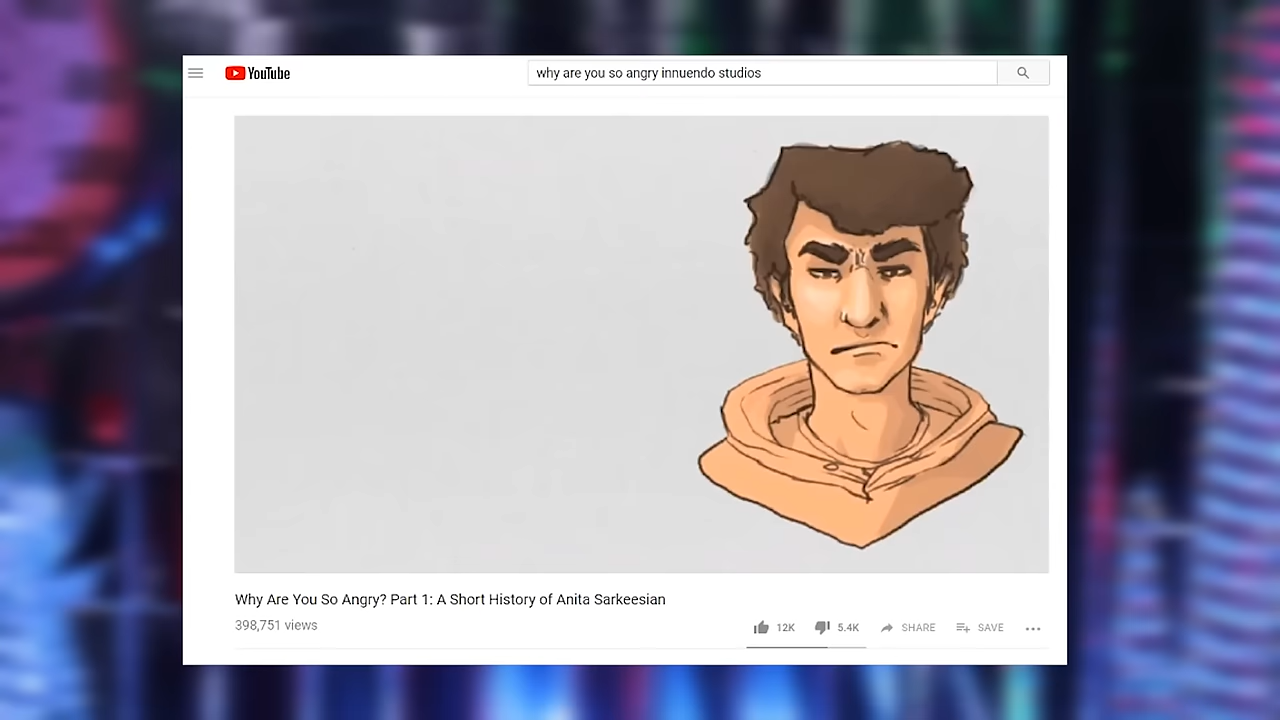 YouTube
why are you so angry innuendo studios
Why Are You So Angry? Part 1: A Short History of Anita Sarkeesian
398,751 views
12K
5.4K
SHARE
SAVE